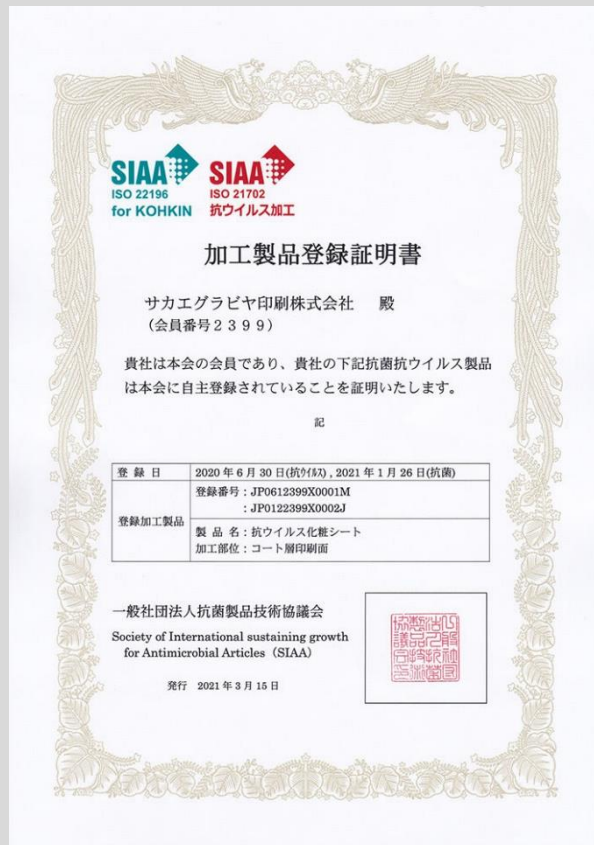 SIAA
ISO 22196
for KOHKIN
SIAA
ISO 21702
抗ウイルス加工
加工製品登録証明書
サカエグラビヤ印刷株式会社　殿
（会員番号２３９９）
貴社は本会の会員であり、貴社の下記抗菌抗ウイルス製品
は本会に自主登録されていることを証明いたします。
記
登 録 日
2020 年 6 月 30 日(抗ｳｲﾙｽ) , 2021 年 1 月 26 日(抗菌)
登録加工製品
登録番号：JP0612399X0001M
：JP0122399X0002J
製 品 名：抗ウイルス化粧シート
加工部位：コート層印刷面
一般社団法人抗菌製品技術協議会
Society of International sustaining growth
for Antimicrobial Articles（SIAA）
発行　2021 年 3 月 15 日